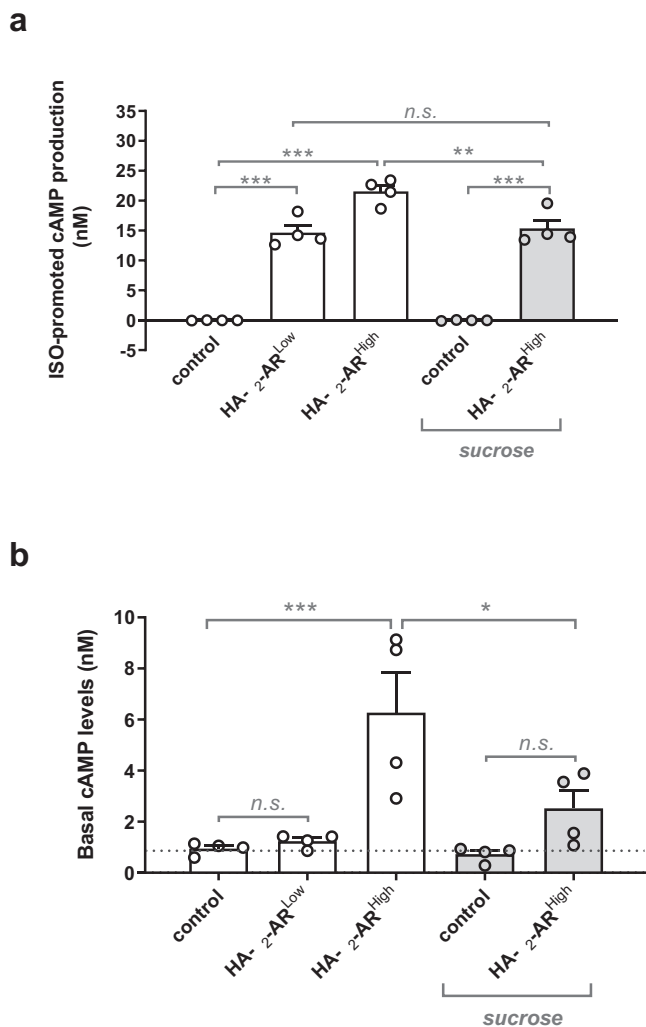 a
ISO-promoted cAMP production
(nM)
35
30
25
20
15
10
5
0
-5
n.s.
***
**
***
***
control
HA- 2-AR^Low
HA- 2-AR^High
control
HA- 2-AR^High
sucrose
b
Basal cAMP levels (nM)
10
8
6
4
2
0
***
*
n.s.
n.s.
control
HA- 2-AR^Low
HA- 2-AR^High
control
HA- 2-AR^High
sucrose